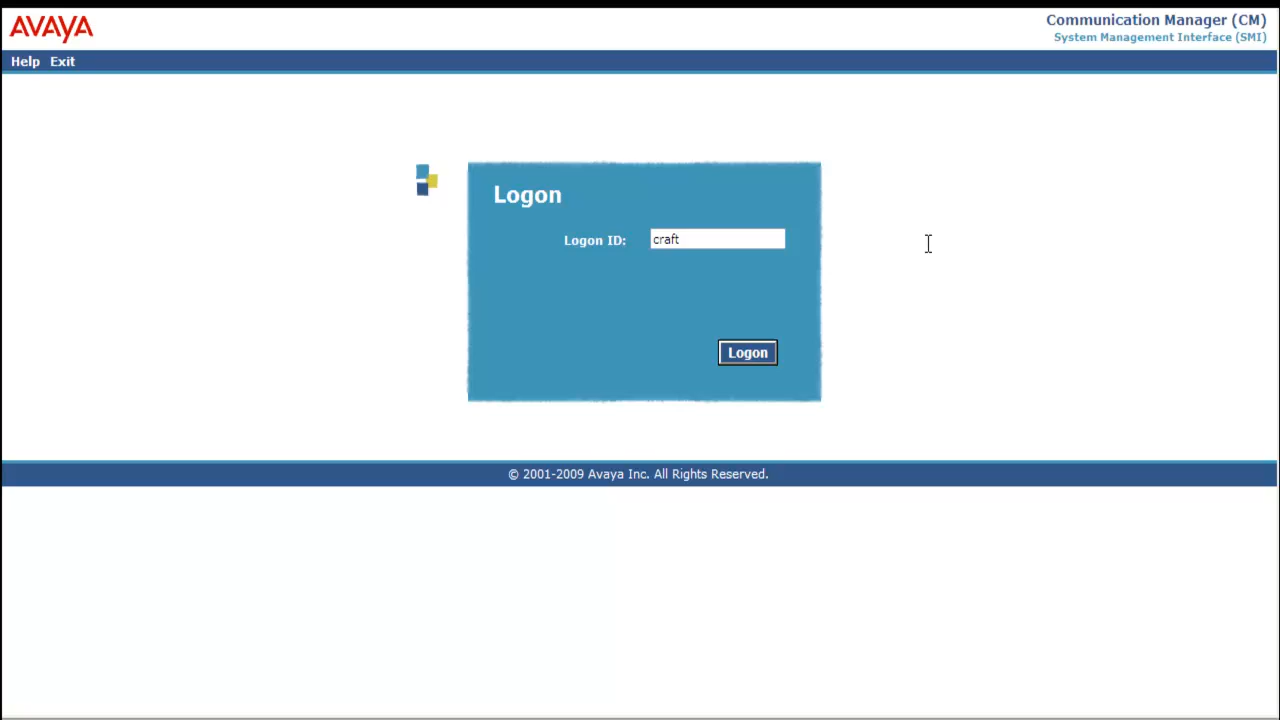 AVAYA
Communication Manager (CM)
System Management Interface (SMI)
Help Exit
Logon
Logon ID: craft
Logon
© 2001-2009 Avaya Inc. All Rights Reserved.